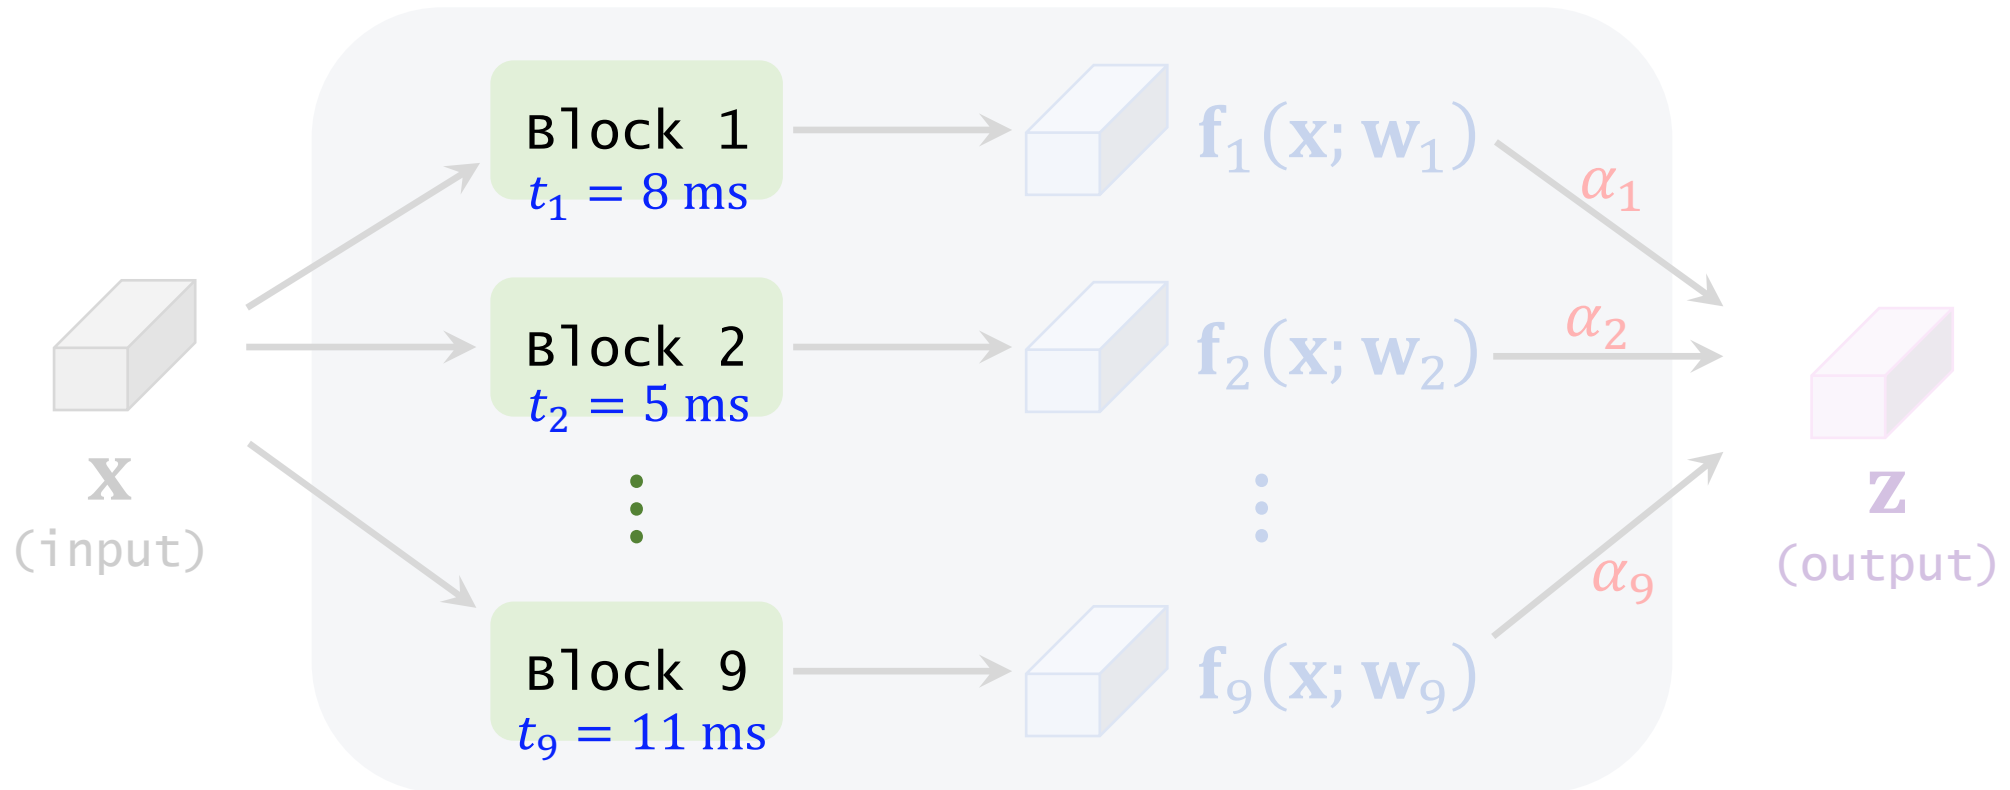 Block 1
t₁ = 8 ms
f₁(x; w₁)
α₁
Block 2
t₂ = 5 ms
f₂(x; w₂)
α₂
x
(input)
z
(output)
α₉
Block 9
t₉ = 11 ms
f₉(x; w₉)